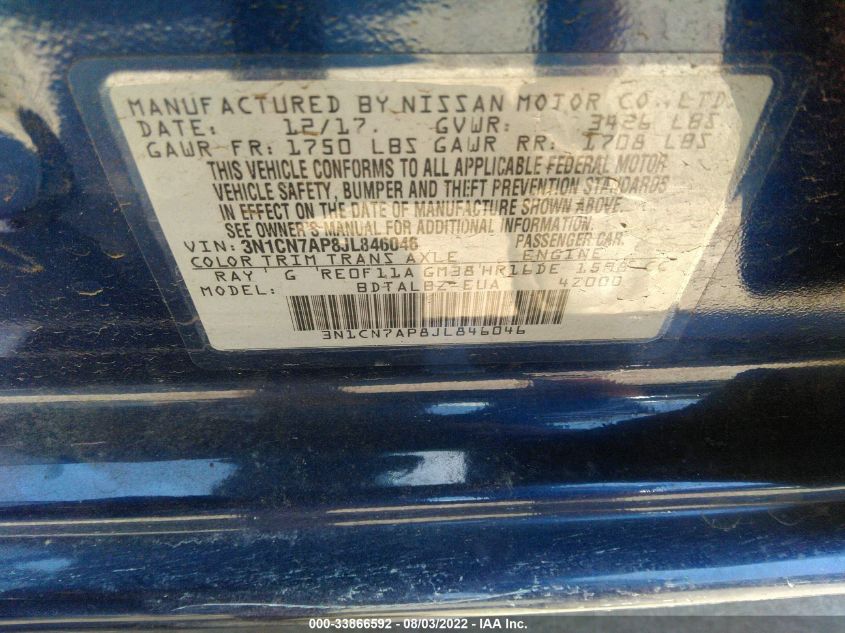 MANUFACTURED BY NISSAN MOTOR CO., LTD.
DATE: 12/17. GVWR: 3426 LBS
GAWR FR: 1750 LBS GAWR RR: 1708 LBS
THIS VEHICLE CONFORMS TO ALL APPLICABLE FEDERAL MOTOR
VEHICLE SAFETY, BUMPER AND THEFT PREVENTION STANDARDS
IN EFFECT ON THE DATE OF MANUFACTURE SHOWN ABOVE.
SEE OWNER'S MANUAL FOR ADDITIONAL INFORMATION.
VIN: 3N1CN7AP8JL846046 PASSENGER CAR.
COLOR TRIM TRANS AXLE ENGINE
RAY G RE0F11A GM38 HR16DE 1598 CC
MODEL: BDTALBZ-EUA 42000
3N1CN7AP8JL846046
000-33866592 - 08/03/2022 - IAA Inc.